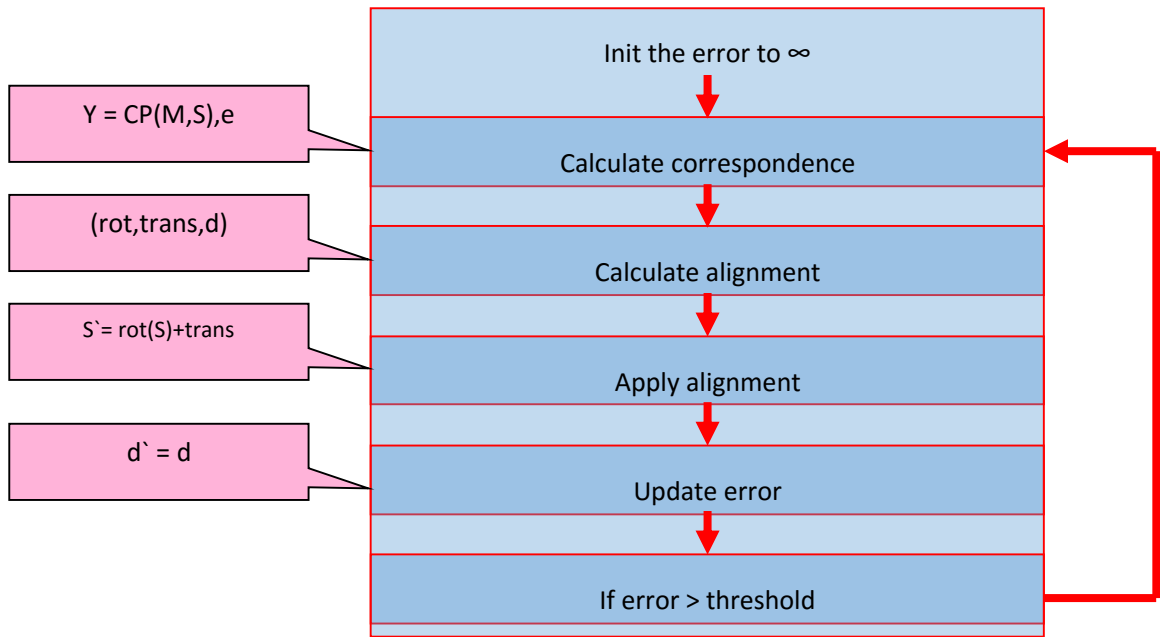 Init the error to ∞
Y = CP(M,S),e
Calculate correspondence
(rot,trans,d)
Calculate alignment
S`= rot(S)+trans
Apply alignment
d` = d
Update error
If error > threshold